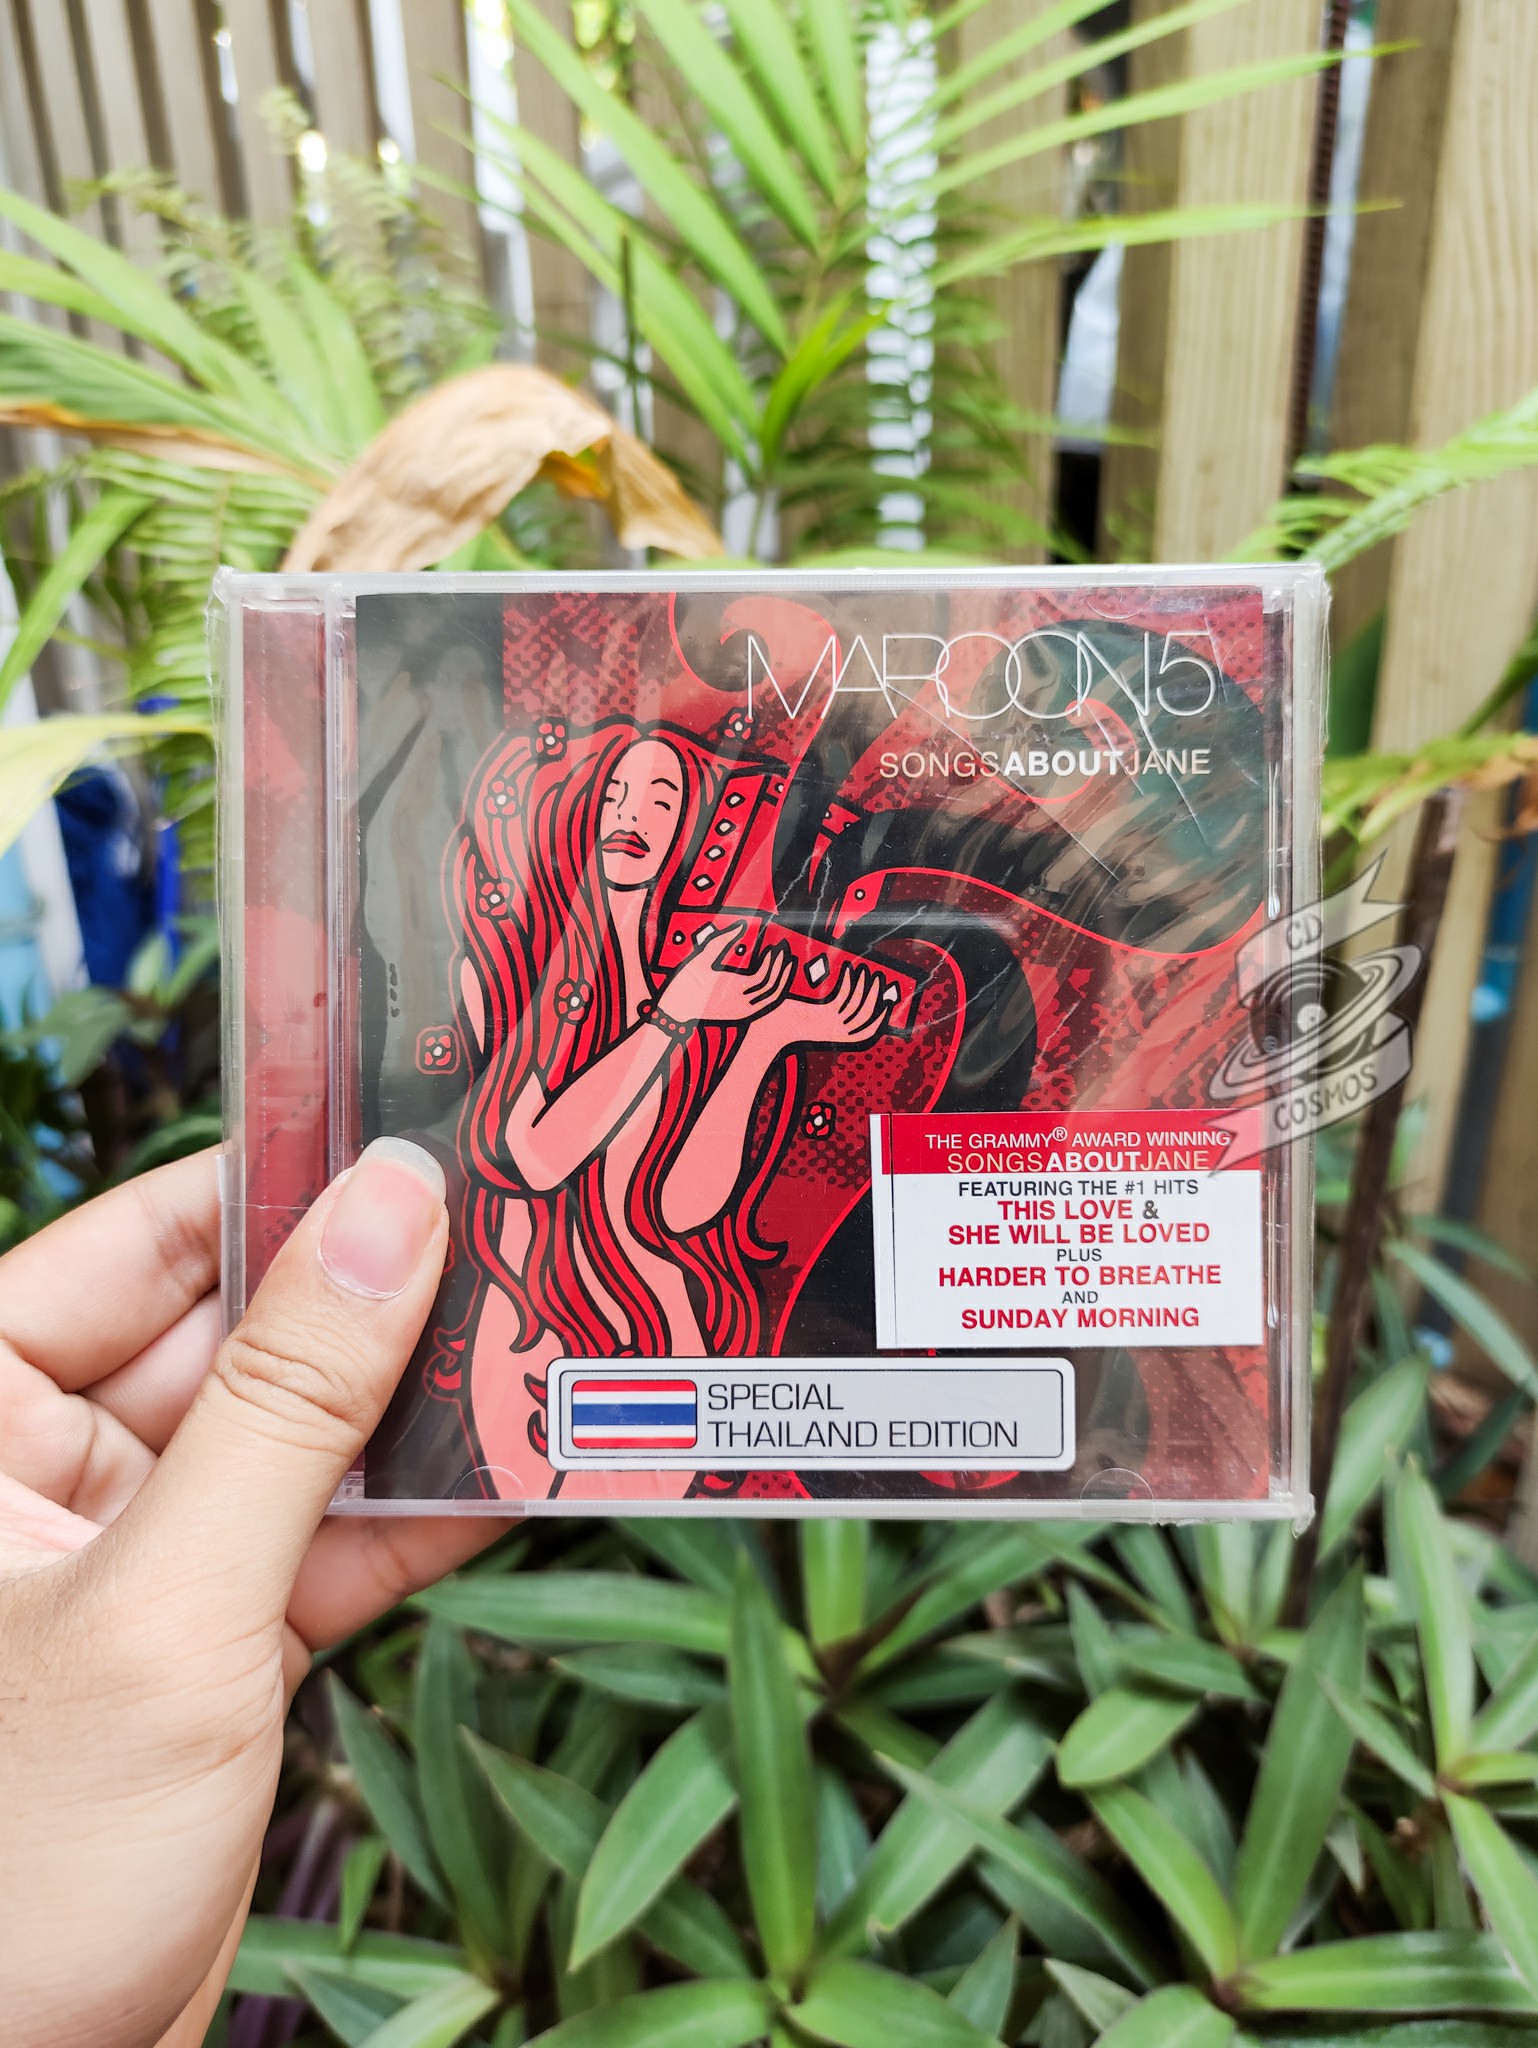 MAROON5
SONGSABOUTJANE
CD
COSMOS
THE GRAMMY® AWARD WINNING
SONGSABOUTJANE
FEATURING THE #1 HITS
THIS LOVE &
SHE WILL BE LOVED
PLUS
HARDER TO BREATHE
AND
SUNDAY MORNING
SPECIAL
THAILAND EDITION